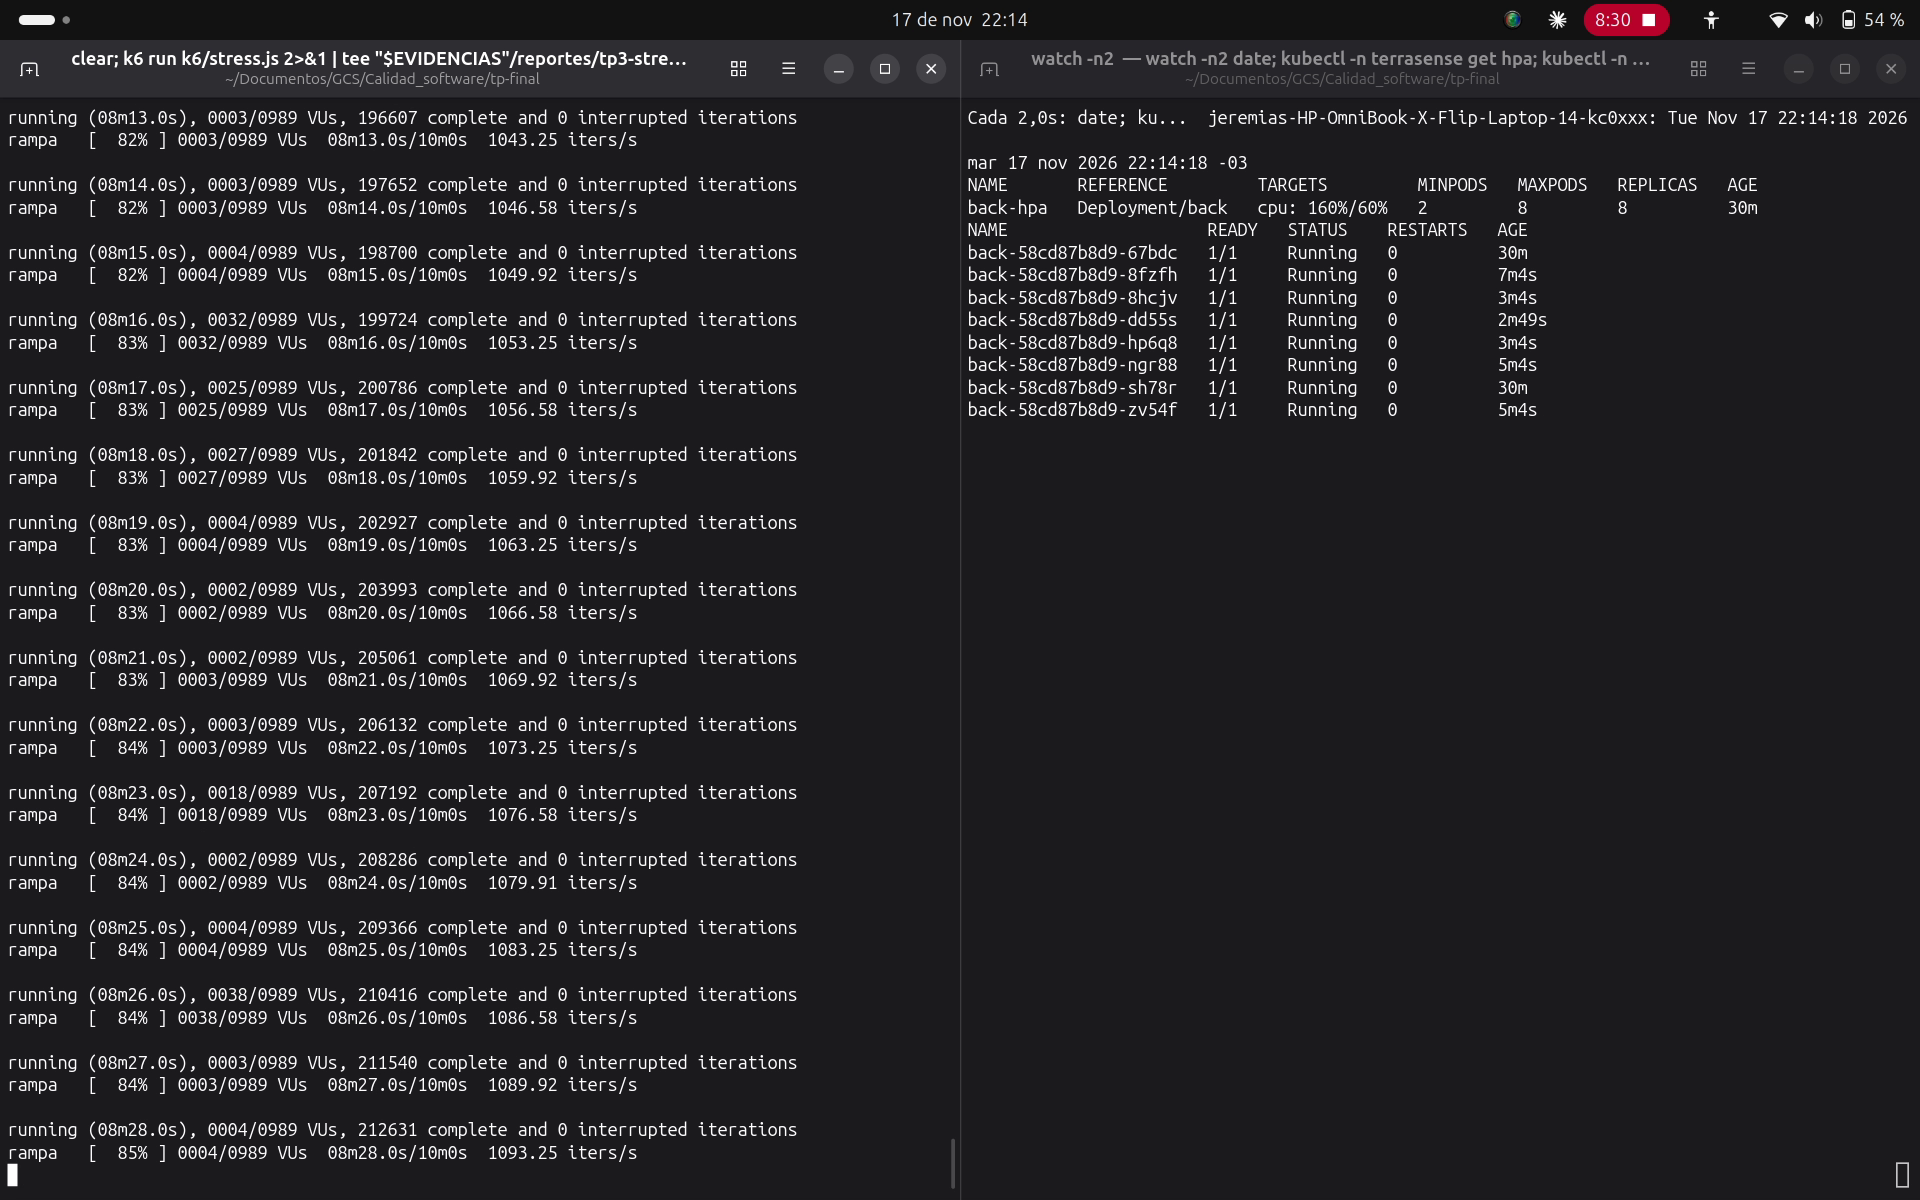 17 de nov 22:14
8:30
54 %
clear; k6 run k6/stress.js 2>&1 | tee "$EVIDENCIAS"/reportes/tp3-stre...
~/Documentos/GCS/Calidad_software/tp-final
running (08m13.0s), 0003/0989 VUs, 196607 complete and 0 interrupted iterations
rampa   [  82% ] 0003/0989 VUs  08m13.0s/10m0s  1043.25 iters/s
running (08m14.0s), 0003/0989 VUs, 197652 complete and 0 interrupted iterations
rampa   [  82% ] 0003/0989 VUs  08m14.0s/10m0s  1046.58 iters/s
running (08m15.0s), 0004/0989 VUs, 198700 complete and 0 interrupted iterations
rampa   [  82% ] 0004/0989 VUs  08m15.0s/10m0s  1049.92 iters/s
running (08m16.0s), 0032/0989 VUs, 199724 complete and 0 interrupted iterations
rampa   [  83% ] 0032/0989 VUs  08m16.0s/10m0s  1053.25 iters/s
running (08m17.0s), 0025/0989 VUs, 200786 complete and 0 interrupted iterations
rampa   [  83% ] 0025/0989 VUs  08m17.0s/10m0s  1056.58 iters/s
running (08m18.0s), 0027/0989 VUs, 201842 complete and 0 interrupted iterations
rampa   [  83% ] 0027/0989 VUs  08m18.0s/10m0s  1059.92 iters/s
running (08m19.0s), 0004/0989 VUs, 202927 complete and 0 interrupted iterations
rampa   [  83% ] 0004/0989 VUs  08m19.0s/10m0s  1063.25 iters/s
running (08m20.0s), 0002/0989 VUs, 203993 complete and 0 interrupted iterations
rampa   [  83% ] 0002/0989 VUs  08m20.0s/10m0s  1066.58 iters/s
running (08m21.0s), 0002/0989 VUs, 205061 complete and 0 interrupted iterations
rampa   [  83% ] 0003/0989 VUs  08m21.0s/10m0s  1069.92 iters/s
running (08m22.0s), 0003/0989 VUs, 206132 complete and 0 interrupted iterations
rampa   [  84% ] 0003/0989 VUs  08m22.0s/10m0s  1073.25 iters/s
running (08m23.0s), 0018/0989 VUs, 207192 complete and 0 interrupted iterations
rampa   [  84% ] 0018/0989 VUs  08m23.0s/10m0s  1076.58 iters/s
running (08m24.0s), 0002/0989 VUs, 208286 complete and 0 interrupted iterations
rampa   [  84% ] 0002/0989 VUs  08m24.0s/10m0s  1079.91 iters/s
running (08m25.0s), 0004/0989 VUs, 209366 complete and 0 interrupted iterations
rampa   [  84% ] 0004/0989 VUs  08m25.0s/10m0s  1083.25 iters/s
running (08m26.0s), 0038/0989 VUs, 210416 complete and 0 interrupted iterations
rampa   [  84% ] 0038/0989 VUs  08m26.0s/10m0s  1086.58 iters/s
running (08m27.0s), 0003/0989 VUs, 211540 complete and 0 interrupted iterations
rampa   [  84% ] 0003/0989 VUs  08m27.0s/10m0s  1089.92 iters/s
running (08m28.0s), 0004/0989 VUs, 212631 complete and 0 interrupted iterations
rampa   [  85% ] 0004/0989 VUs  08m28.0s/10m0s  1093.25 iters/s
watch -n2 — watch -n2 date; kubectl -n terrasense get hpa; kubectl -n ...
~/Documentos/GCS/Calidad_software/tp-final
Cada 2,0s: date; ku...  jeremias-HP-OmniBook-X-Flip-Laptop-14-kc0xxx: Tue Nov 17 22:14:18 2026
mar 17 nov 2026 22:14:18 -03
NAME       REFERENCE         TARGETS         MINPODS   MAXPODS   REPLICAS   AGE
back-hpa   Deployment/back   cpu: 160%/60%   2         8         8          30m
NAME                    READY   STATUS    RESTARTS   AGE
back-58cd87b8d9-67bdc   1/1     Running   0          30m
back-58cd87b8d9-8fzfh   1/1     Running   0          7m4s
back-58cd87b8d9-8hcjv   1/1     Running   0          3m4s
back-58cd87b8d9-dd55s   1/1     Running   0          2m49s
back-58cd87b8d9-hp6q8   1/1     Running   0          3m4s
back-58cd87b8d9-ngr88   1/1     Running   0          5m4s
back-58cd87b8d9-sh78r   1/1     Running   0          30m
back-58cd87b8d9-zv54f   1/1     Running   0          5m4s